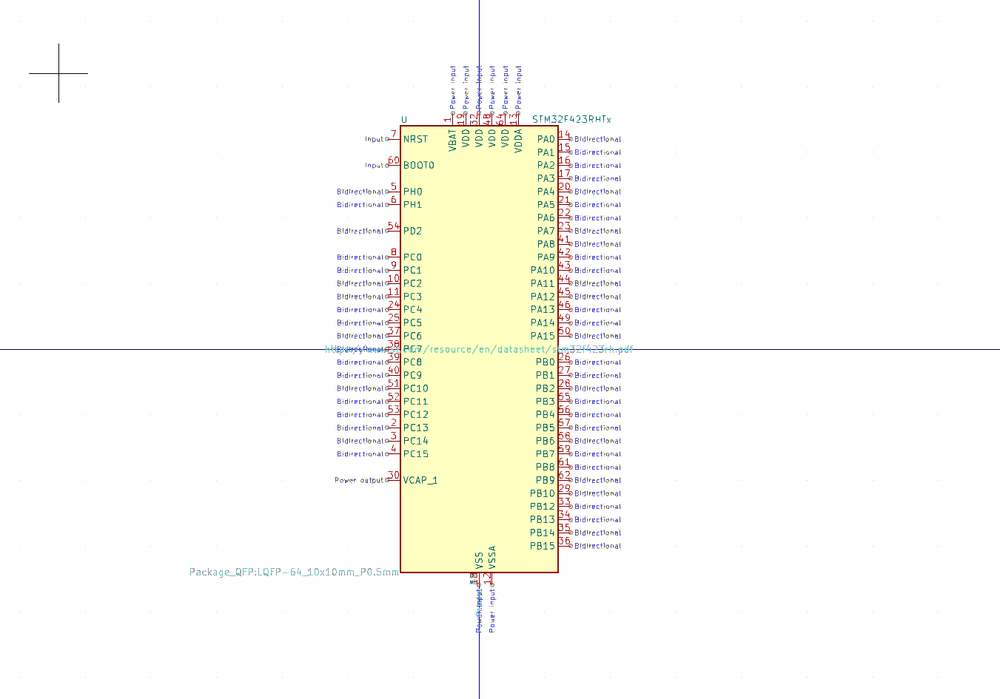 Power input Power input Power input Power input Power input Power input
U STM32F423RHTx
1 19 32 48 64 13
VBAT VDD VDD VDD VDD VDDA
Input 7 NRST PA0 14 Bidirectional
PA1 15 Bidirectional
Input 60 BOOT0 PA2 16 Bidirectional
PA3 17 Bidirectional
Bidirectional 5 PH0 PA4 20 Bidirectional
Bidirectional 6 PH1 PA5 21 Bidirectional
PA6 22 Bidirectional
Bidirectional 54 PD2 PA7 23 Bidirectional
PA8 41 Bidirectional
Bidirectional 8 PC0 PA9 42 Bidirectional
Bidirectional 9 PC1 PA10 43 Bidirectional
Bidirectional 10 PC2 PA11 44 Bidirectional
Bidirectional 11 PC3 PA12 45 Bidirectional
Bidirectional 24 PC4 PA13 46 Bidirectional
Bidirectional 25 PC5 PA14 49 Bidirectional
Bidirectional 37 PC6 PA15 50 Bidirectional
38 PC7 /resource/en/datasheet/stm32f423rh.pdf
Bidirectional 39 PC8 PB0 26 Bidirectional
Bidirectional 40 PC9 PB1 27 Bidirectional
Bidirectional 51 PC10 PB2 28 Bidirectional
Bidirectional 52 PC11 PB3 55 Bidirectional
Bidirectional 53 PC12 PB4 56 Bidirectional
Bidirectional 2 PC13 PB5 57 Bidirectional
Bidirectional 3 PC14 PB6 58 Bidirectional
Bidirectional 4 PC15 PB7 59 Bidirectional
PB8 61 Bidirectional
Power output 30 VCAP_1 PB9 62 Bidirectional
PB10 29 Bidirectional
PB12 33 Bidirectional
PB13 34 Bidirectional
PB14 35 Bidirectional
PB15 36 Bidirectional
VSS VSSA
Package_QFP:LQFP-64_10x10mm_P0.5mm
12
Power input Power input